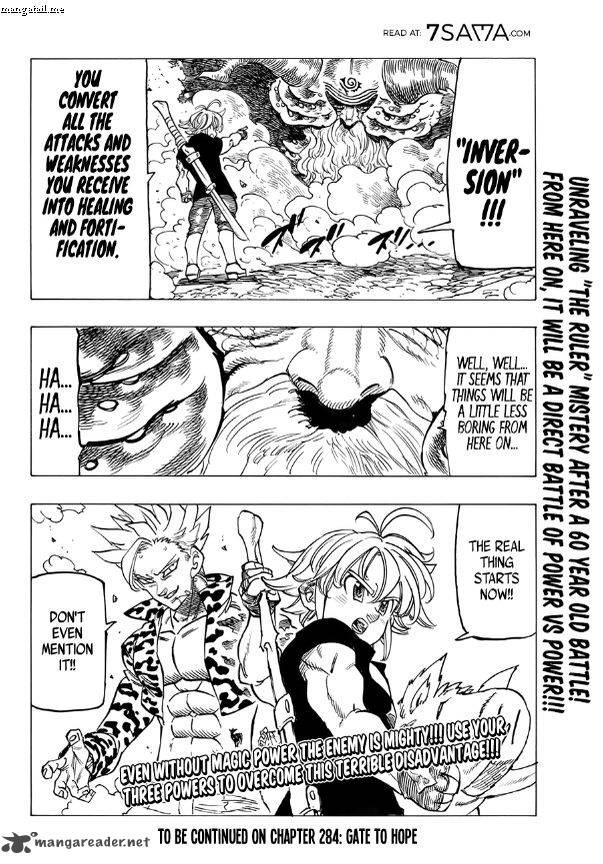 mangatail.me
READ AT: 7SAMA.COM
"INVER-
SION"
!!!
YOU
CONVERT
ALL THE
ATTACKS AND
WEAKNESSES
YOU RECEIVE
INTO HEALING
AND FORTI-
FICATION.
ズズズ
UNRAVELING "THE RULER" MISTERY AFTER A 60 YEAR OLD BATTLE!
FROM HERE ON, IT WILL BE A DIRECT BATTLE OF POWER VS POWER!!!
WELL, WELL...
IT SEEMS THAT
THINGS WILL BE
A LITTLE LESS
BORING FROM
HERE ON...
HA...
HA...
HA...
THE REAL
THING
STARTS
NOW!!
DON'T
EVEN
MENTION
IT!!
EVEN WITHOUT MAGIC POWER THE ENEMY IS MIGHTY!!! USE YOUR
THREE POWERS TO OVERCOME THIS TERRIBLE DISADVANTAGE!!!
TO BE CONTINUED ON CHAPTER 284: GATE TO HOPE
mangareader.net